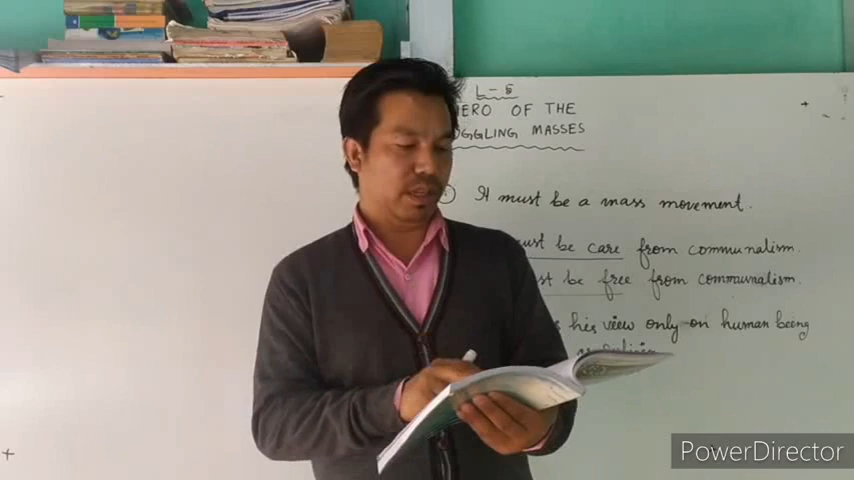 L-5
ERO OF THE
GGLING MASSES
It must be a mass movement.
ust be care from communalism.
st be free from communalism.
s his view only on human being
PowerDirector